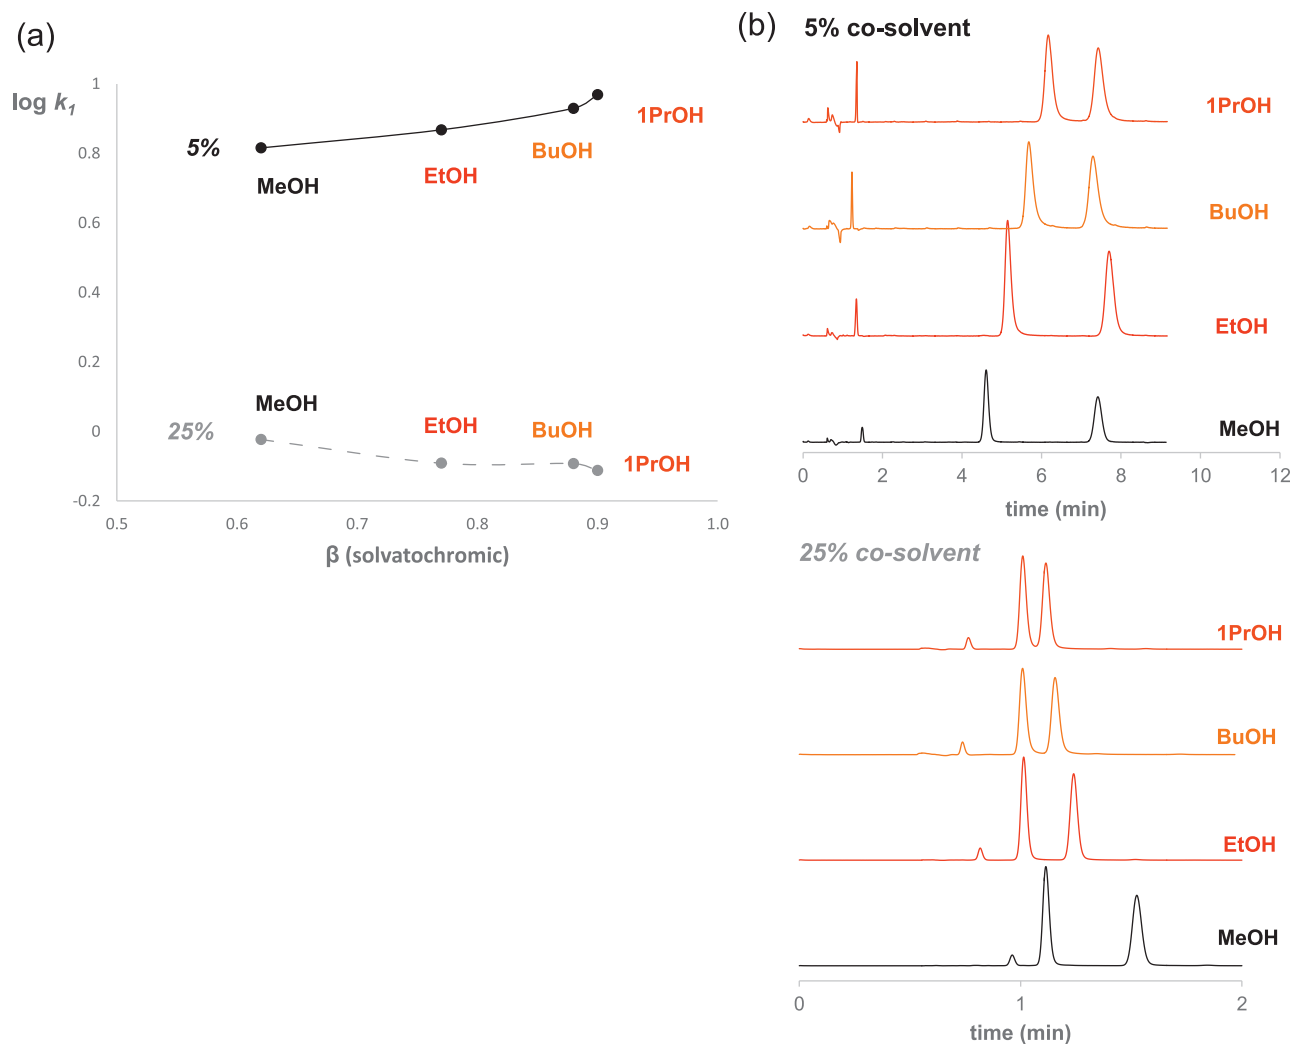 (a)
log k1
1
0.8
0.6
0.4
0.2
0
-0.2
5%
MeOH
EtOH
BuOH
1PrOH
25%
MeOH
EtOH
BuOH
1PrOH
0.5 0.6 0.7 0.8 0.9 1.0
β (solvatochromic)
(b) 5% co-solvent
1PrOH
BuOH
EtOH
MeOH
0 2 4 6 8 10 12
time (min)
25% co-solvent
1PrOH
BuOH
EtOH
MeOH
0 1 2
time (min)